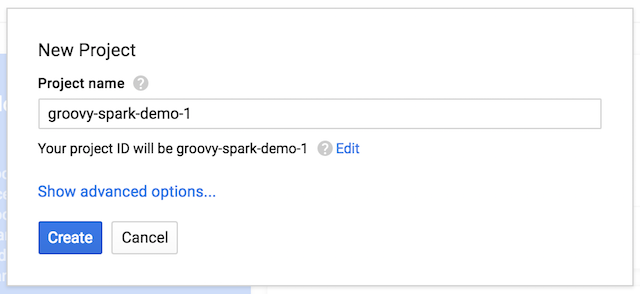 New Project
Project name ?
groovy-spark-demo-1
Your project ID will be groovy-spark-demo-1 ? Edit
Show advanced options...
Create Cancel